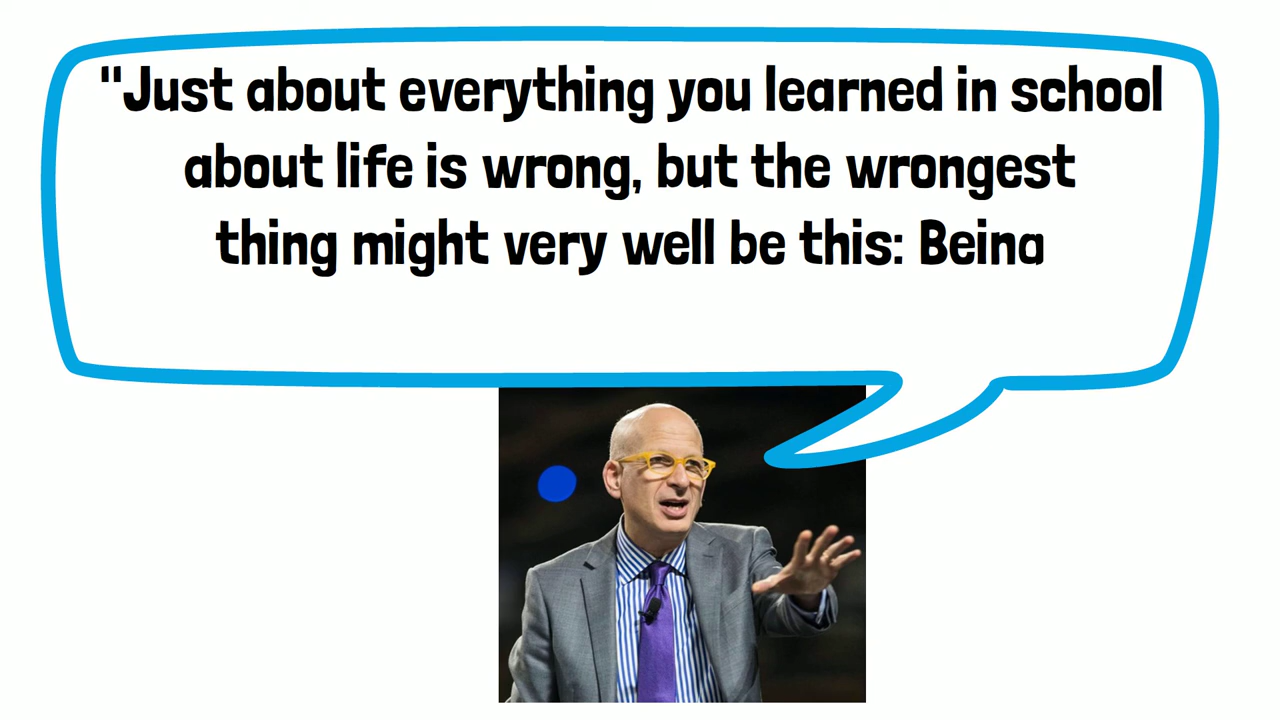 "Just about everything you learned in school
about life is wrong, but the wrongest
thing might very well be this: Being